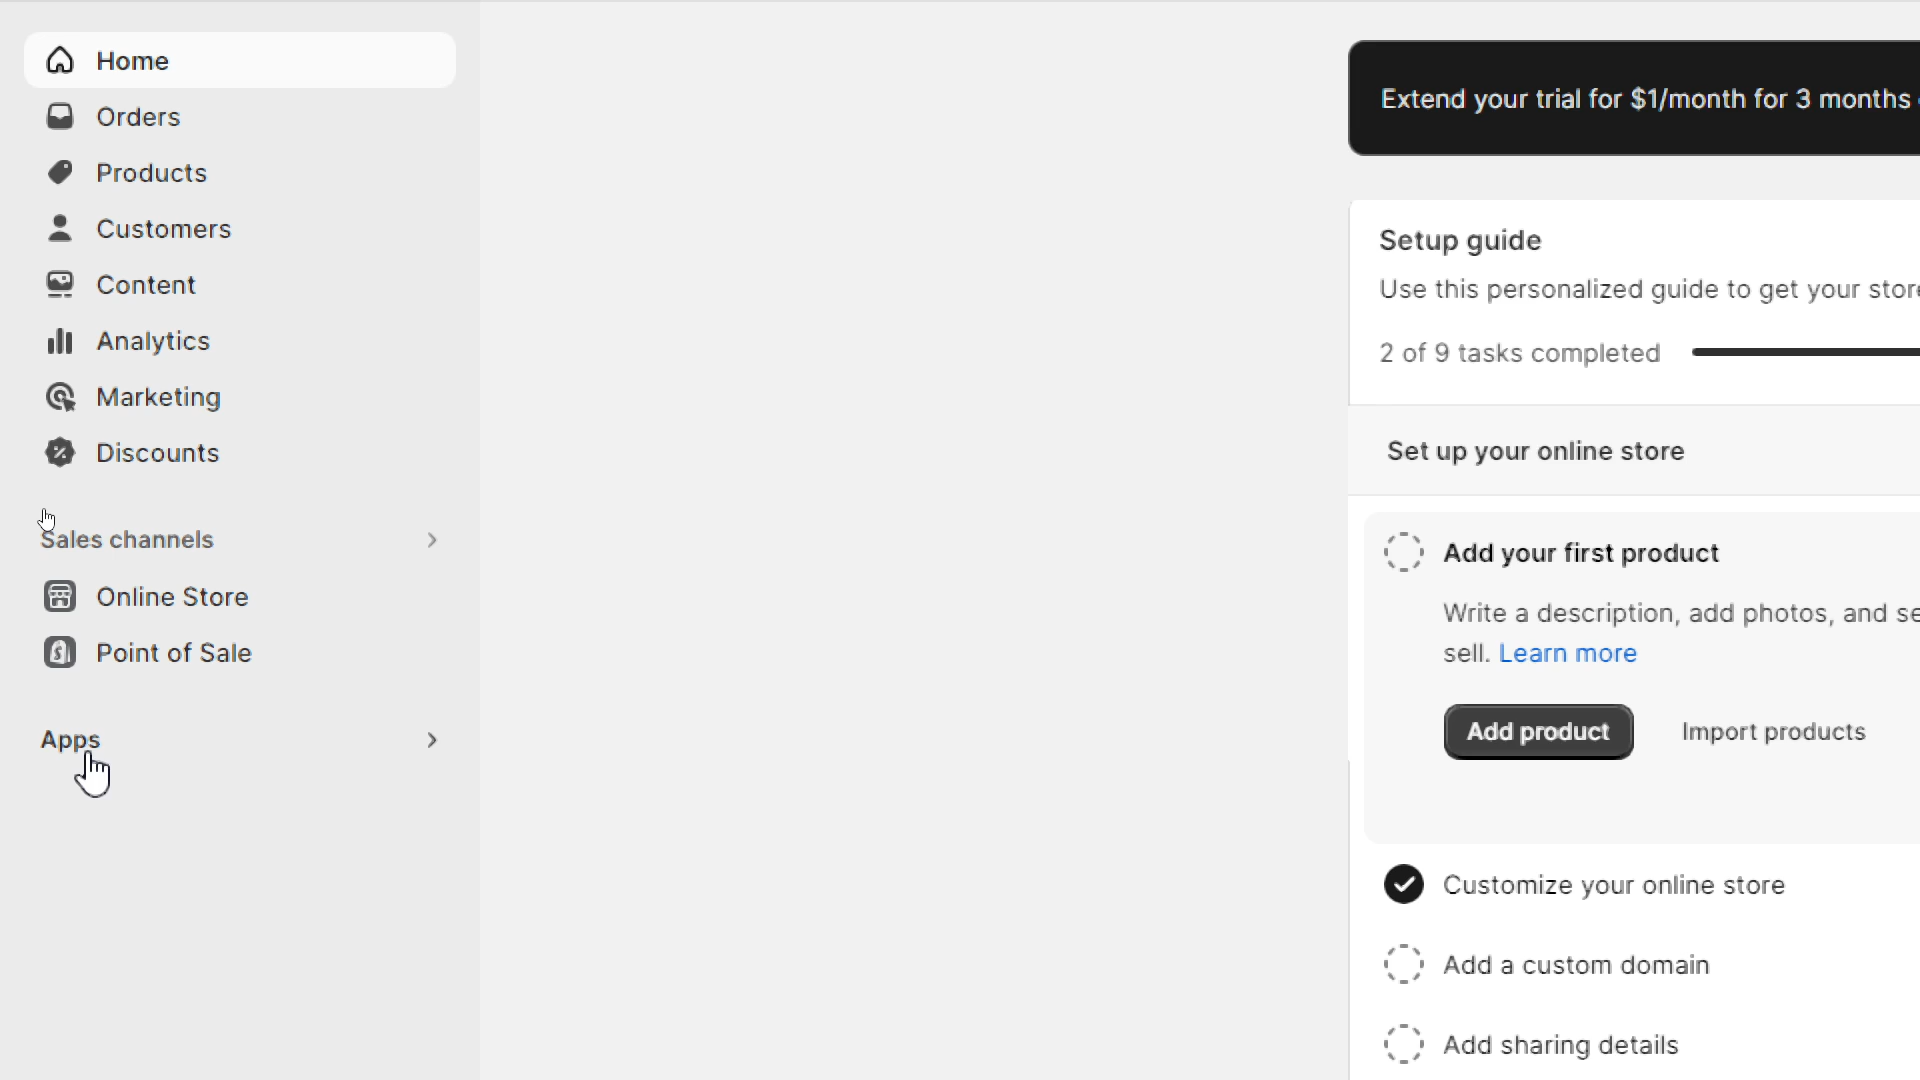 Home
Orders
Products
Customers
Content
Analytics
Marketing
Discounts
Sales channels
Online Store
Point of Sale
Apps
Extend your trial for $1/month for 3 months
Setup guide
Use this personalized guide to get your store
2 of 9 tasks completed
Set up your online store
Add your first product
Write a description, add photos, and se
sell. Learn more
Add product
Import products
Customize your online store
Add a custom domain
Add sharing details